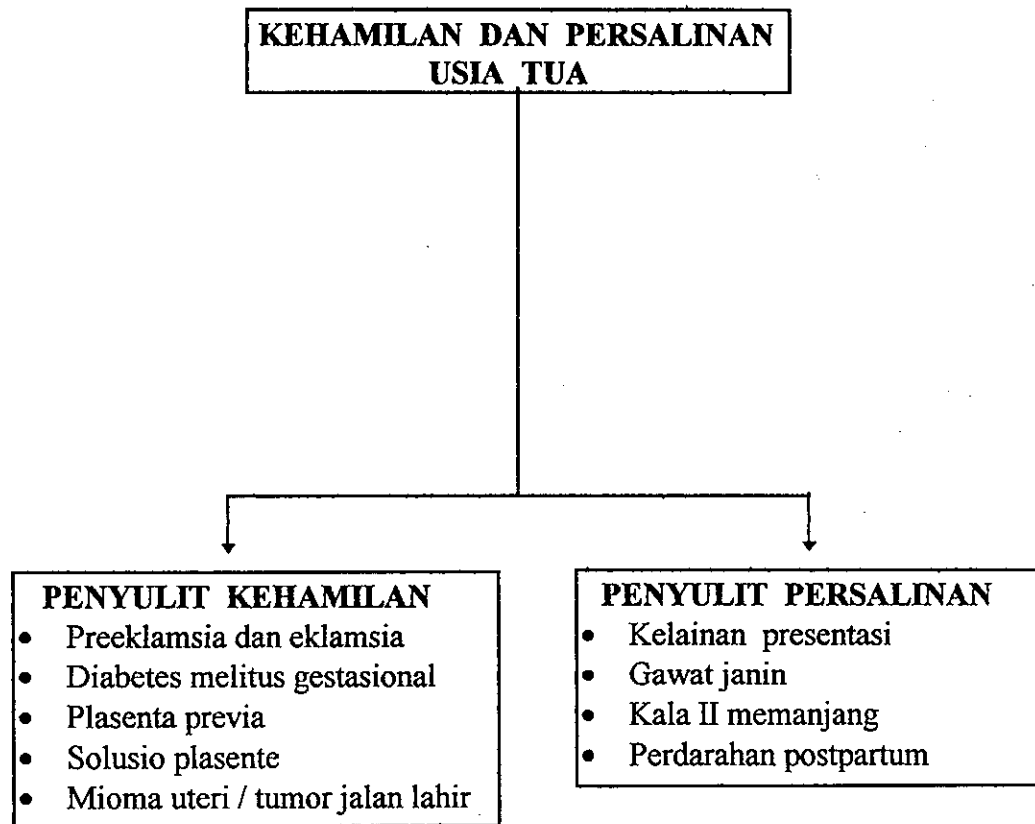 KEHAMILAN DAN PERSALINAN
USIA TUA
PENYULIT KEHAMILAN
• Preeklamsia dan eklamsia
• Diabetes melitus gestasional
• Plasenta previa
• Solusio plasente
• Mioma uteri / tumor jalan lahir
PENYULIT PERSALINAN
• Kelainan presentasi
• Gawat janin
• Kala II memanjang
• Perdarahan postpartum